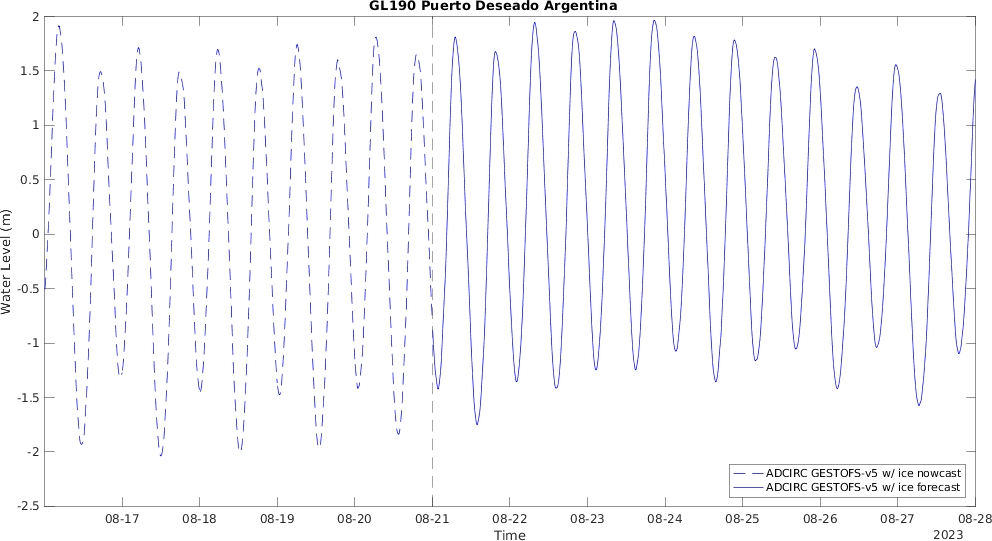 GL190 Puerto Deseado Argentina
2
1.5
1
0.5
0
-0.5
-1
-1.5
-2
-2.5
Water Level (m)
ADCIRC GESTOFS-v5 w/ ice nowcast
ADCIRC GESTOFS-v5 w/ ice forecast
08-17 08-18 08-19 08-20 08-21 08-22 08-23 08-24 08-25 08-26 08-27 08-28
Time
2023